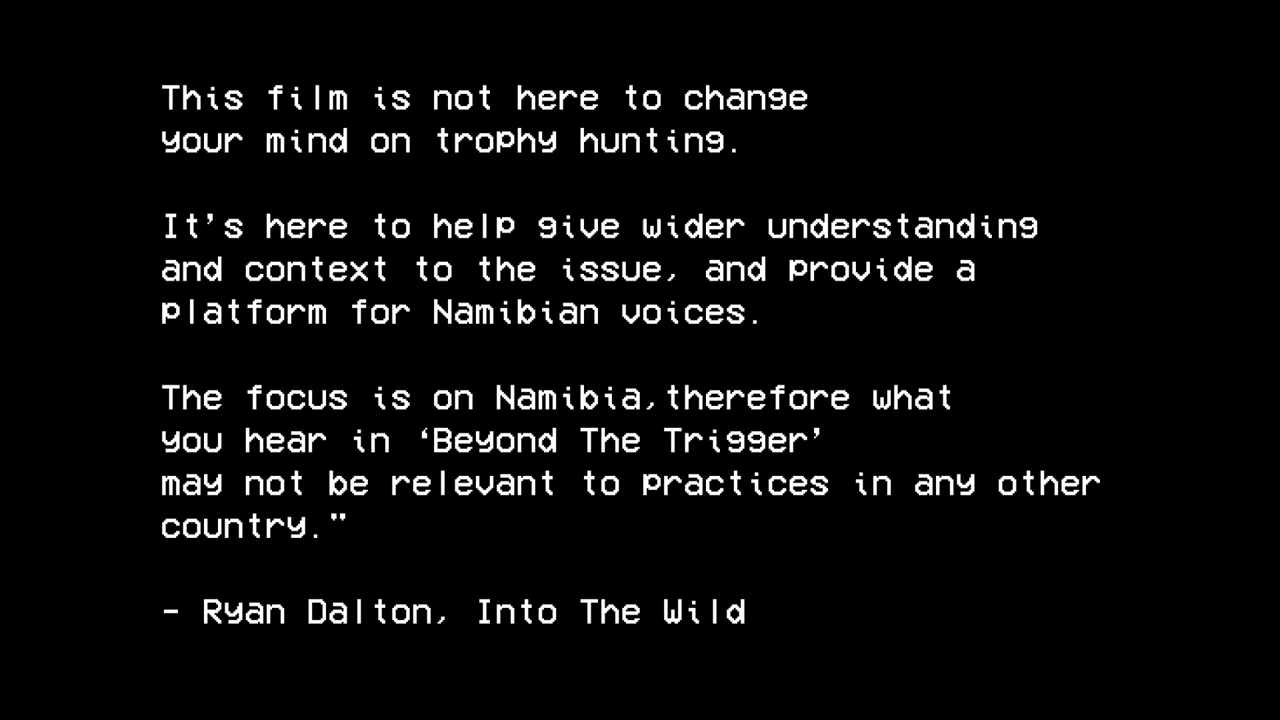 This film is not here to change
your mind on trophy hunting.
It’s here to help give wider understanding
and context to the issue, and provide a
platform for Namibian voices.
The focus is on Namibia,therefore what
you hear in ‘Beyond The Trigger’
may not be relevant to practices in any other
country.”
- Ryan Dalton, Into The Wild